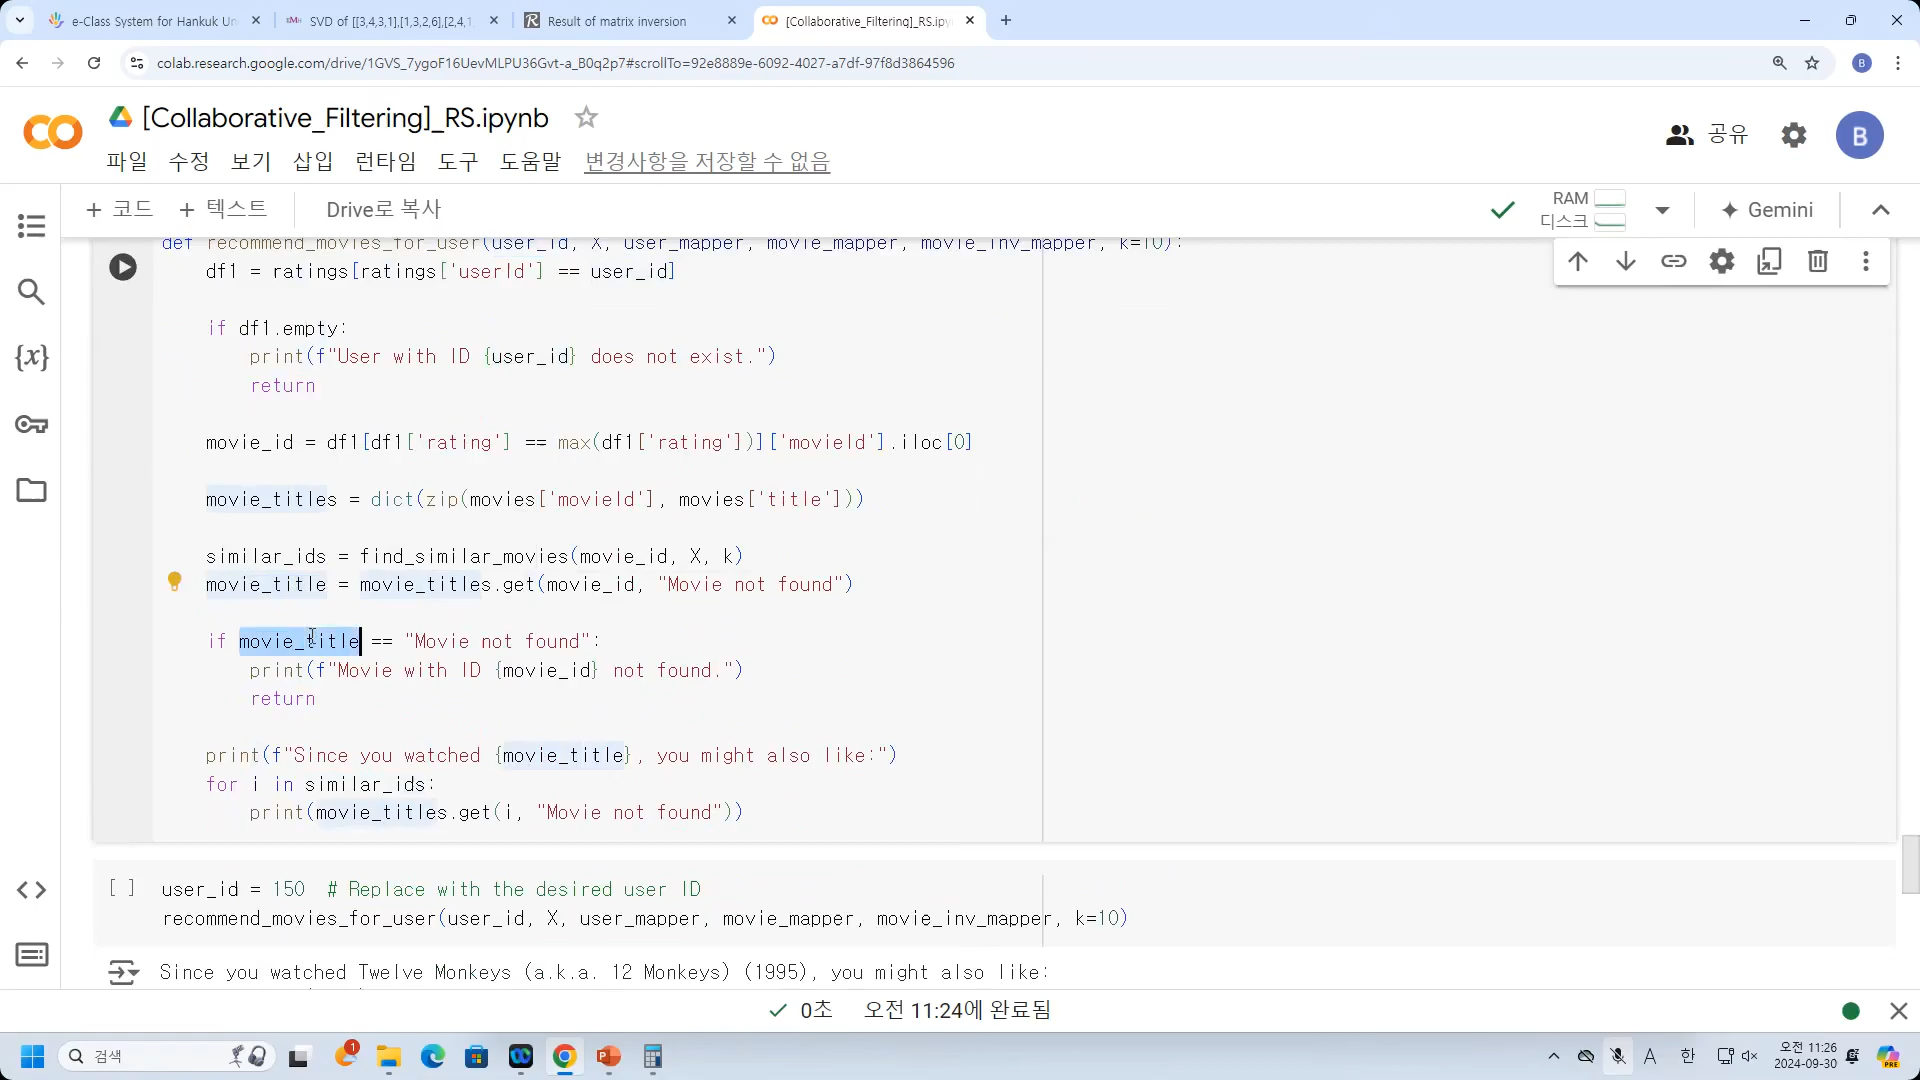 e-Class System for Hankuk Un
SVD of [[3,4,3,1],[1,3,2,6],[2,4,1
Result of matrix inversion
[Collaborative_Filtering]_RS.ipyn
colab.research.google.com/drive/1GVS_7ygoF16UevMLPU36Gvt-a_B0q2p7#scrollTo=92e8889e-6092-4027-a7df-97f8d3864596
B
[Collaborative_Filtering]_RS.ipynb
공유
B
파일 수정 보기 삽입 런타임 도구 도움말 변경사항을 저장할 수 없음
+ 코드 + 텍스트 Drive로 복사
RAM
디스크
Gemini
def recommend_movies_for_user(user_id, X, user_mapper, movie_mapper, movie_inv_mapper, k=10):
df1 = ratings[ratings['userId'] == user_id]
if df1.empty:
print(f"User with ID {user_id} does not exist.")
return
movie_id = df1[df1['rating'] == max(df1['rating'])]['movieId'].iloc[0]
movie_titles = dict(zip(movies['movieId'], movies['title']))
similar_ids = find_similar_movies(movie_id, X, k)
movie_title = movie_titles.get(movie_id, "Movie not found")
if movie_title == "Movie not found":
print(f"Movie with ID {movie_id} not found.")
return
print(f"Since you watched {movie_title}, you might also like:")
for i in similar_ids:
print(movie_titles.get(i, "Movie not found"))
[ ] user_id = 150 # Replace with the desired user ID
recommend_movies_for_user(user_id, X, user_mapper, movie_mapper, movie_inv_mapper, k=10)
Since you watched Twelve Monkeys (a.k.a. 12 Monkeys) (1995), you might also like:
0초 오전 11:24에 완료됨
검색
1
A
한
오전 11:26
2024-09-30
PRE